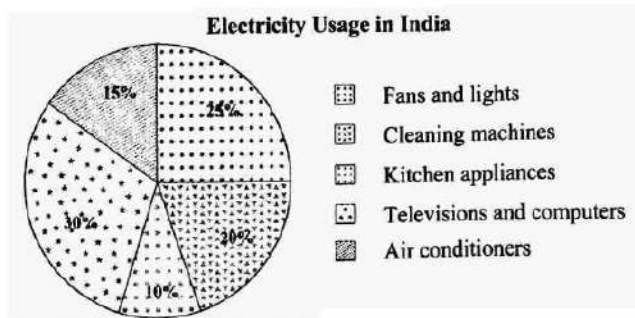 Electricity Usage in India
15%
25%
30%
20%
10%
Fans and lights
Cleaning machines
Kitchen appliances
Televisions and computers
Air conditioners